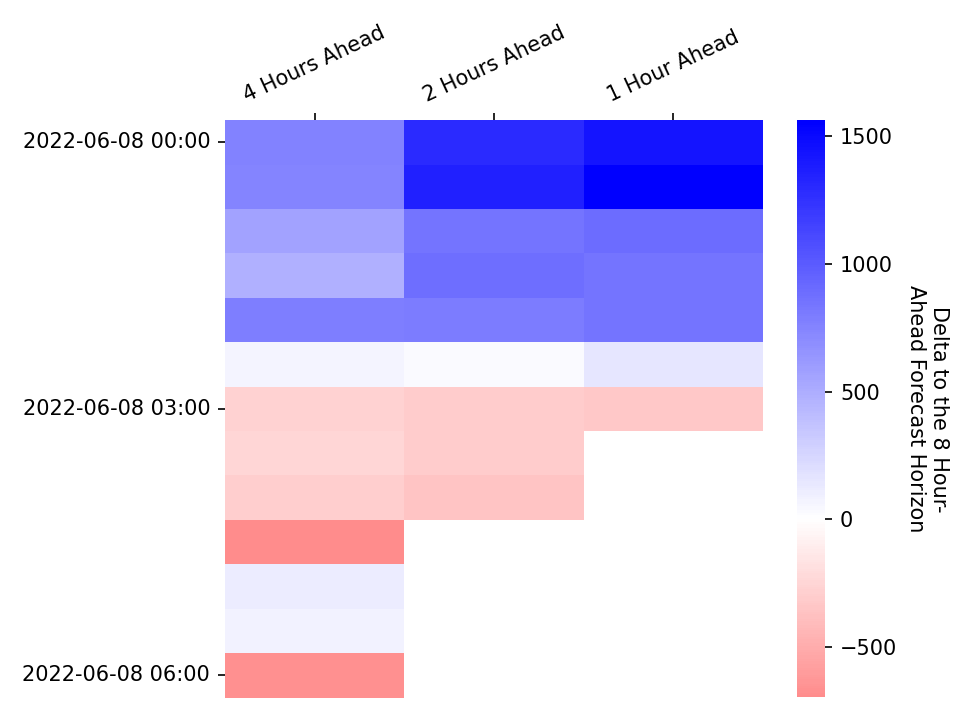 4 Hours Ahead
2 Hours Ahead
1 Hour Ahead
2022-06-08 00:00
2022-06-08 03:00
2022-06-08 06:00
1500
1000
500
0
−500
Delta to the 8 Hour-
Ahead Forecast Horizon